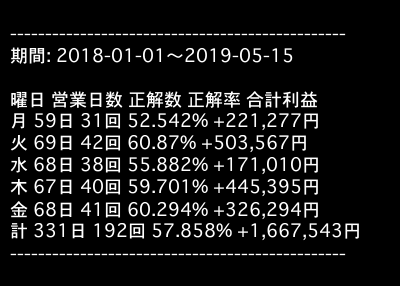 ------------------------------------------------
期間: 2018-01-01〜2019-05-15
曜日 営業日数 正解数 正解率 合計利益
月 59日 31回 52.542% +221,277円
火 69日 42回 60.87% +503,567円
水 68日 38回 55.882% +171,010円
木 67日 40回 59.701% +445,395円
金 68日 41回 60.294% +326,294円
計 331日 192回 57.858% +1,667,543円
------------------------------------------------